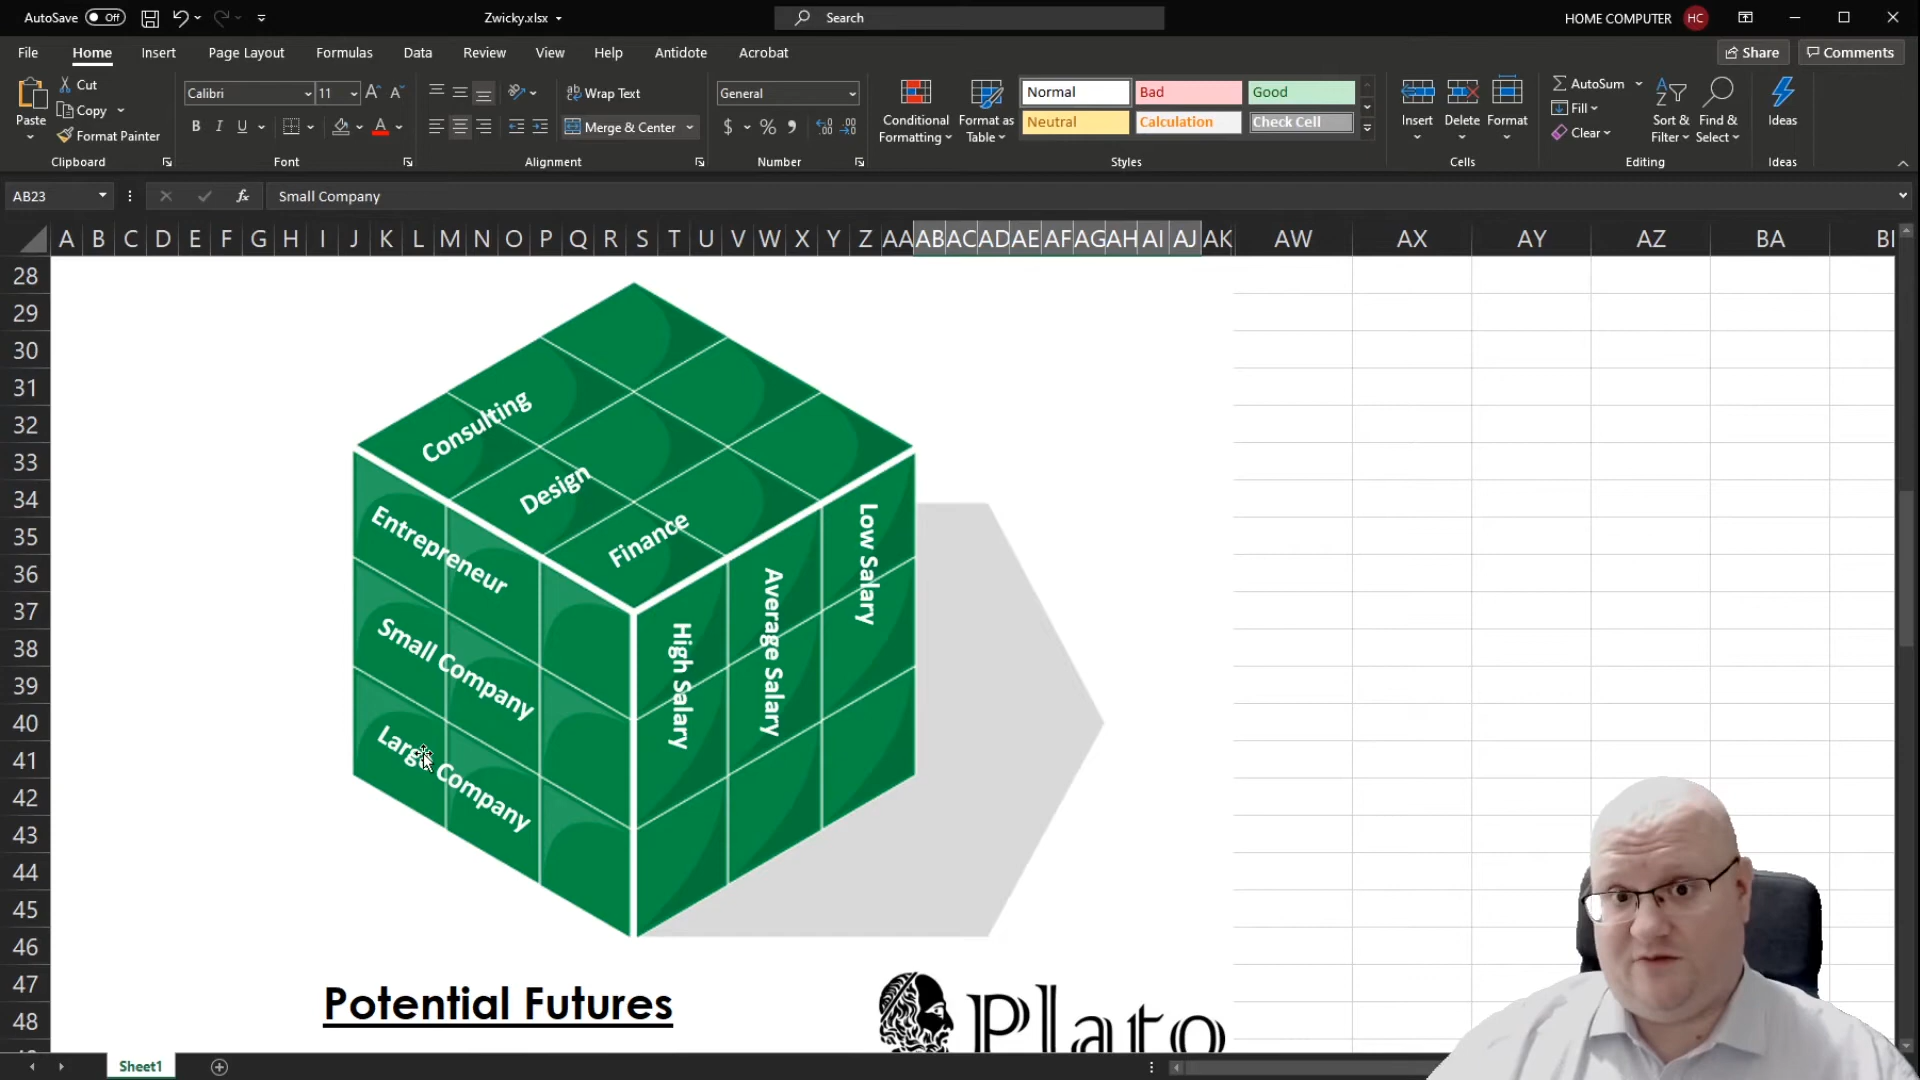 AutoSave Off Zwicky.xlsx Search HOME COMPUTER HC
File Home Insert Page Layout Formulas Data Review View Help Antidote Acrobat Share Comments
Paste
Cut
Copy
Format Painter
Clipboard
Calibri 11
B I U
Font
Wrap Text
Merge & Center
Alignment
General
$ % 9
Number
Conditional Formatting
Format as Table
Normal Bad Good
Neutral Calculation Check Cell
Styles
Insert Delete Format
Cells
AutoSum
Fill
Clear
Sort & Filter
Find & Select
Editing
Ideas
Ideas
AB23 fx Small Company
A B C D E F G H I J K L M N O P Q R S T U V W X Y Z AA AB AC AD AE AF AG AH AI AJ AK AW AX AY AZ BA
28
29
30
31
32
33
34
35
36
37
38
39
40
41
42
43
44
45
46
47
48
Consulting
Design
Finance
Entrepreneur
Small Company
Large Company
High Salary
Average Salary
Low Salary
Potential Futures
Plato
Sheet1